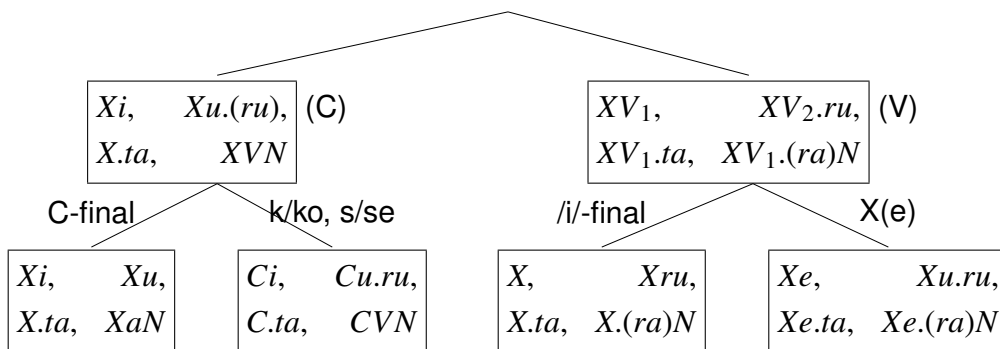 Xi, Xu.(ru), (C) XV₁, XV₂.ru, (V)
X.ta, XVN XV₁.ta, XV₁.(ra)N
C-final k/ko, s/se /i/-final X(e)
Xi, Xu, Ci, Cu.ru, X, Xru, Xe, Xu.ru,
X.ta, XaN C.ta, CVN X.ta, X.(ra)N Xe.ta, Xe.(ra)N